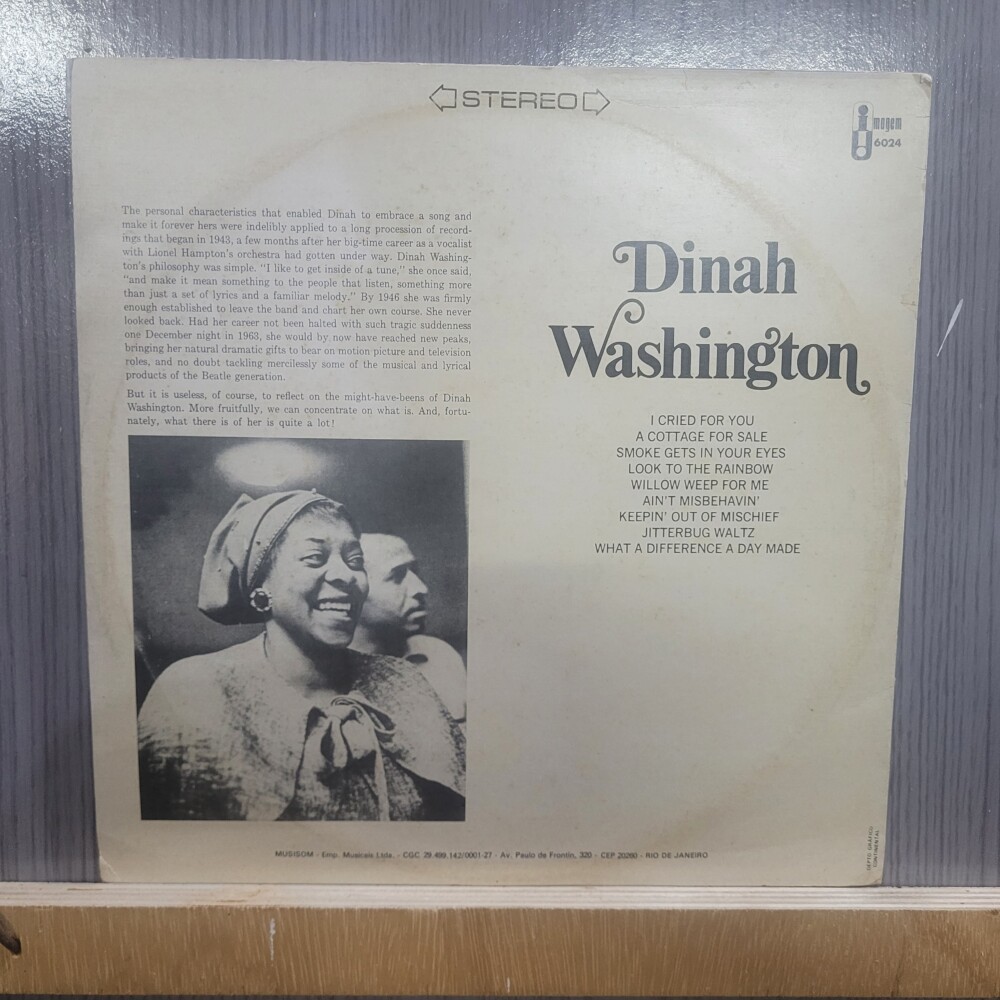 STEREO
imagem
6024
The personal characteristics that enabled Dinah to embrace a song and
make it forever hers were indelibly applied to a long procession of record-
ings that began in 1943, a few months after her big-time career as a vocalist
with Lionel Hampton's orchestra had gotten under way. Dinah Washing-
ton's philosophy was simple. "I like to get inside of a tune," she once said,
"and make it mean something to the people that listen, something more
than just a set of lyrics and a familiar melody." By 1946 she was firmly
enough established to leave the band and chart her own course. She never
looked back. Had her career not been halted with such tragic suddenness
one December night in 1963, she would by now have reached new peaks,
bringing her natural dramatic gifts to bear on motion picture and television
roles, and no doubt tackling mercilessly some of the musical and lyrical
products of the Beatle generation.
But it is useless, of course, to reflect on the might-have-beens of Dinah
Washington. More fruitfully, we can concentrate on what is. And, fortu-
nately, what there is of her is quite a lot!
Dinah
Washington
I CRIED FOR YOU
A COTTAGE FOR SALE
SMOKE GETS IN YOUR EYES
LOOK TO THE RAINBOW
WILLOW WEEP FOR ME
AIN'T MISBEHAVIN'
KEEPIN' OUT OF MISCHIEF
JITTERBUG WALTZ
WHAT A DIFFERENCE A DAY MADE
MUSISOM - Emp. Musicais Ltda. - CGC 29.499.142/0001-27 - Av. Paulo de Frontin, 320 - CEP 20260 - RIO DE JANEIRO
DEPTO GRÁFICO
CONTINENTAL